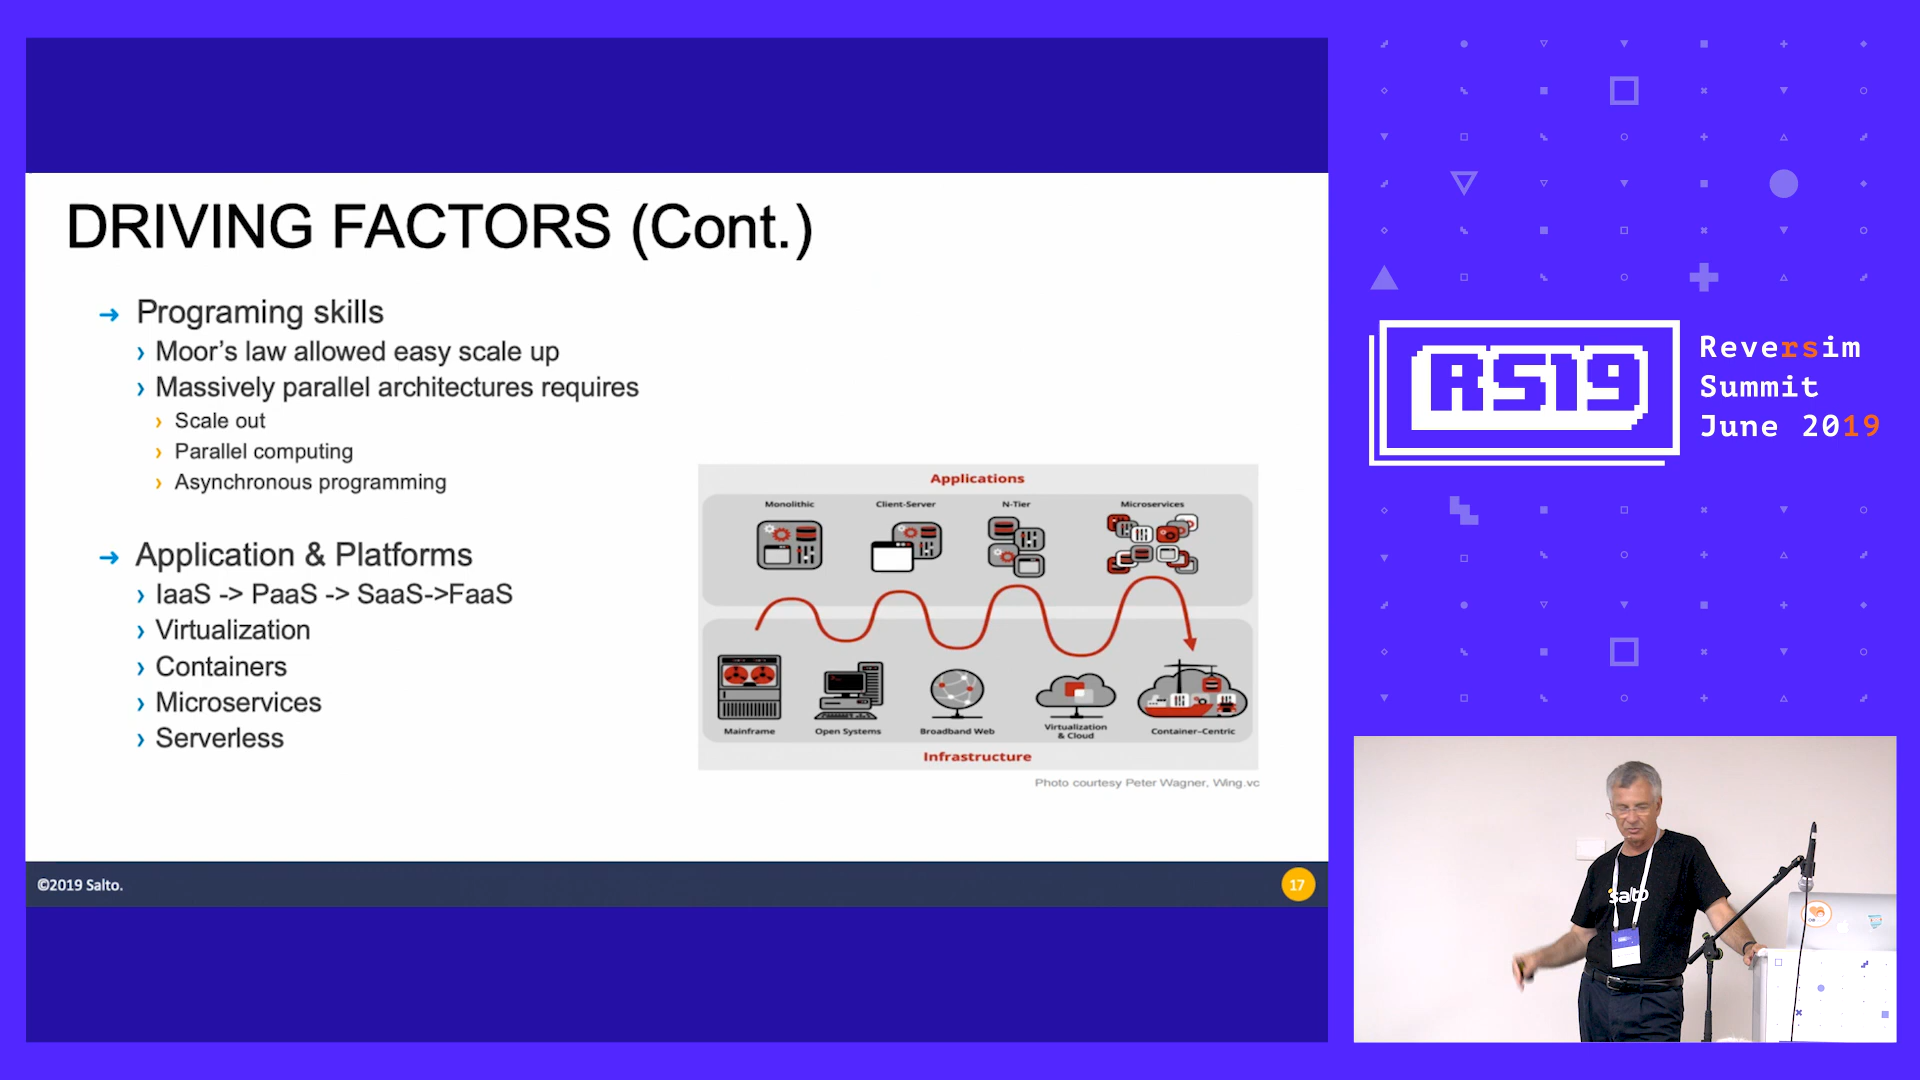 DRIVING FACTORS (Cont.)
Programing skills
Moor's law allowed easy scale up
Massively parallel architectures requires
Scale out
Parallel computing
Asynchronous programming
Application & Platforms
IaaS -> PaaS -> SaaS->FaaS
Virtualization
Containers
Microservices
Serverless
Applications
Monolithic
Client-Server
N-Tier
Microservices
Mainframe
Open Systems
Broadband Web
Virtualization
& Cloud
Container-Centric
Infrastructure
Photo courtesy Peter Wagner, Wing.vc
©2019 Salto.
17
RS19
Reversim
Summit
June 2019
salto